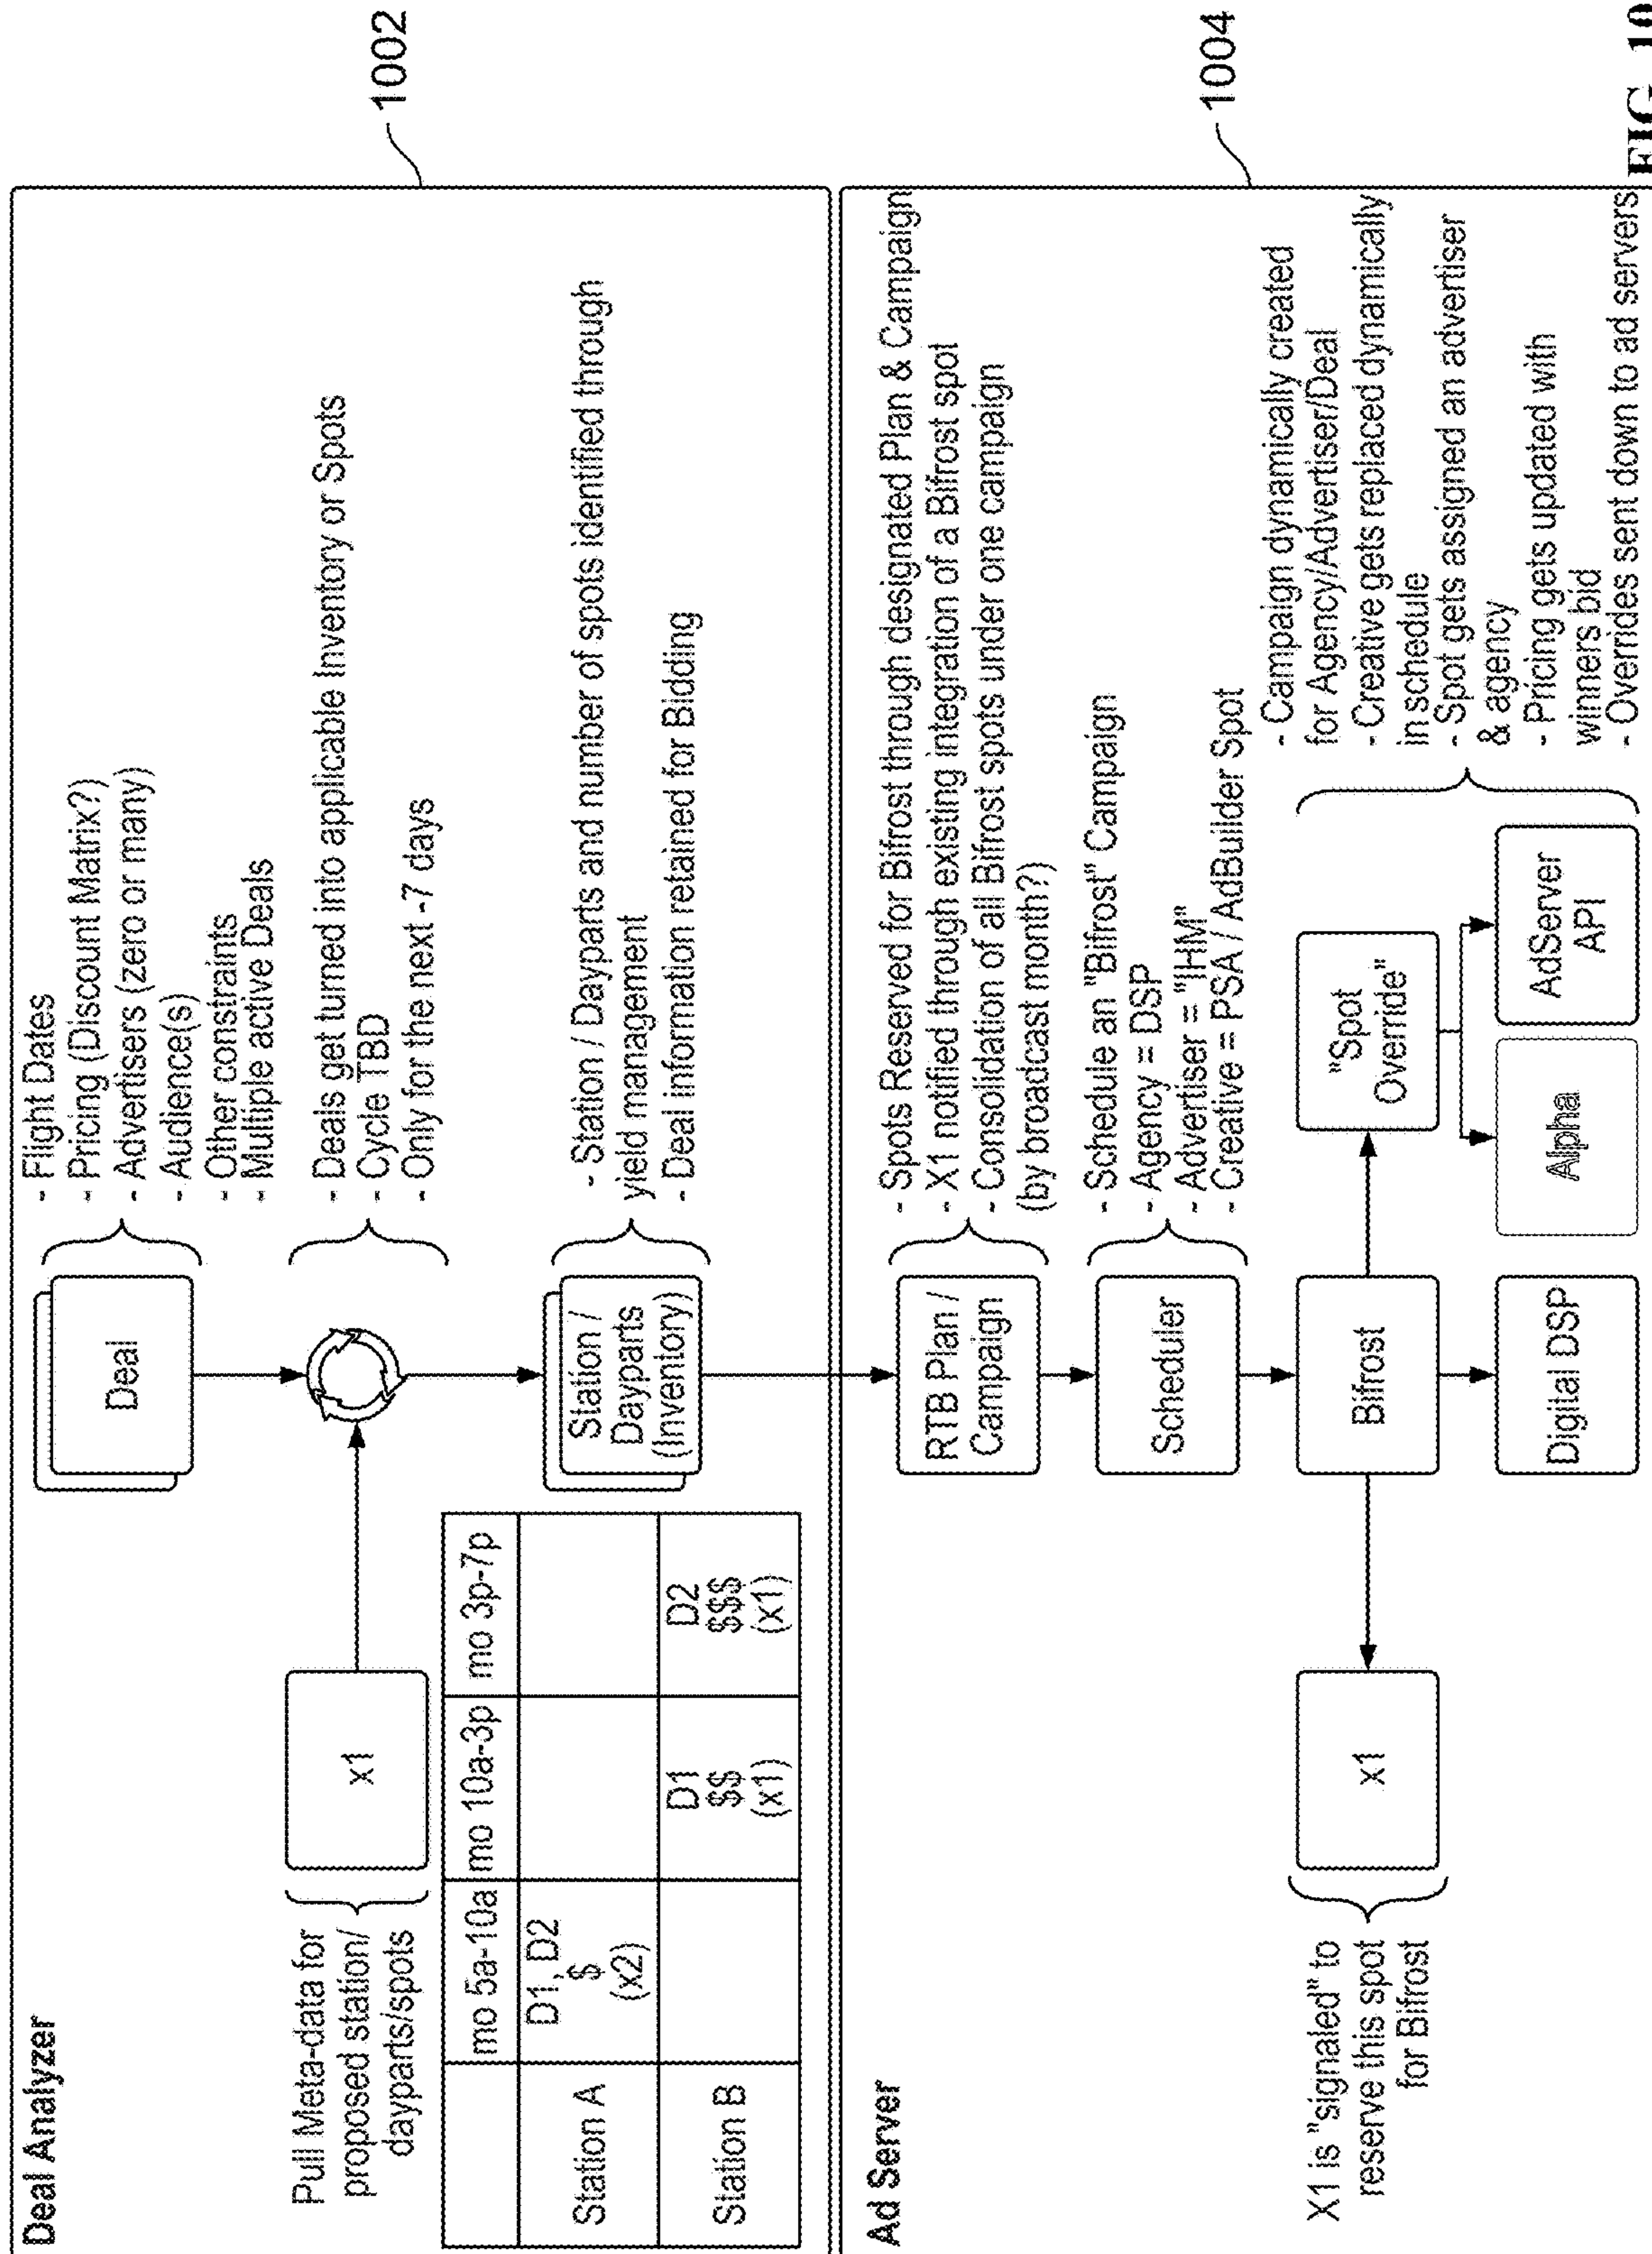 Deal Analyzer
Deal
- Flight Dates
- Pricing (Discount Matrix?)
- Advertisers (zero or many)
- Audience(s)
- Other constraints
- Multiple active Deals
1002
Pull Meta-data for
proposed station/
dayparts/spots
x1
- Deals get turned into applicable Inventory or Spots
- Cycle TBD
- Only for the next -7 days
mo 5a-10a
mo 10a-3p
mo 3p-7p
Station A
D1, D2
$
(x2)
Station B
D1
$$
(x1)
D2
$$$
(x1)
Station /
Dayparts
(Inventory)
- Station / Dayparts and number of spots identified through
yield management
- Deal information retained for Bidding
Ad Server
RTB Plan /
Campaign
- Spots Reserved for Bifrost through designated Plan & Campaign
- X1 notified through existing integration of a Bifrost spot
- Consolidation of all Bifrost spots under one campaign
(by broadcast month?)
1004
Scheduler
- Schedule an "Bifrost" Campaign
- Agency = DSP
- Advertiser = "IHM"
- Creative = PSA / AdBuilder Spot
X1 is "signaled" to
reserve this spot
for Bifrost
x1
Bifrost
"Spot
Override"
Digital DSP
Alpha
AdServer
API
- Campaign dynamically created
for Agency/Advertiser/Deal
- Creative gets replaced dynamically
in schedule
- Spot gets assigned an advertiser
& agency
- Pricing gets updated with
winners bid
- Overrides sent down to ad servers
FIG. 10